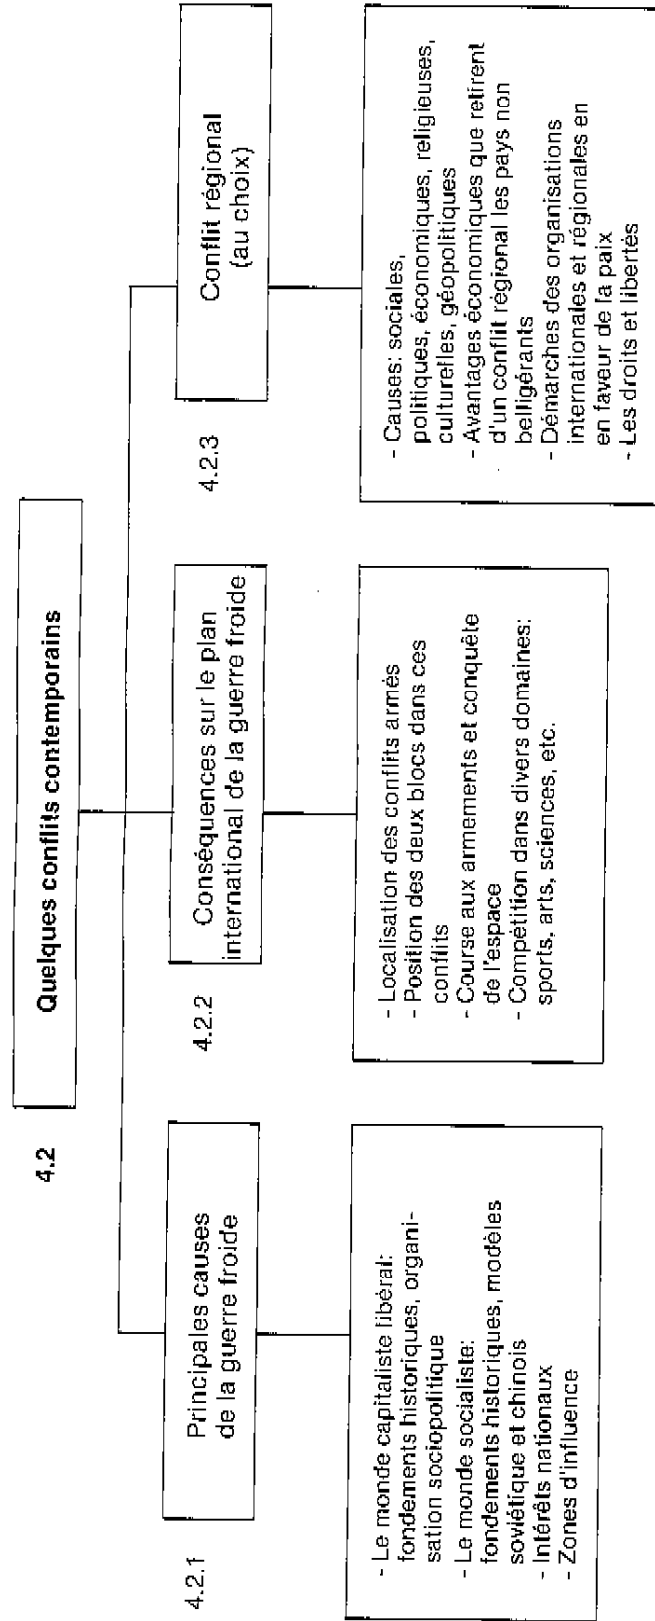 4.2
Quelques conflits contemporains
4.2.1
Principales causes
de la guerre froide
- Le monde capitaliste libéral:
fondements historiques, organi-
sation sociopolitique
- Le monde socialiste:
fondements historiques, modèles
soviétique et chinois
- Intérêts nationaux
- Zones d'influence
4.2.2
Conséquences sur le plan
international de la guerre froide
- Localisation des conflits armés
- Position des deux blocs dans ces
conflits
- Course aux armements et conquête
de l'espace
- Compétition dans divers domaines:
sports, arts, sciences, etc.
4.2.3
Conflit régional
(au choix)
- Causes: sociales,
politiques, économiques, religieuses,
culturelles, géopolitiques
- Avantages économiques que retirent
d'un conflit régional les pays non
belligérants
- Démarches des organisations
internationales et régionales en
en faveur de la paix
- Les droits et libertés